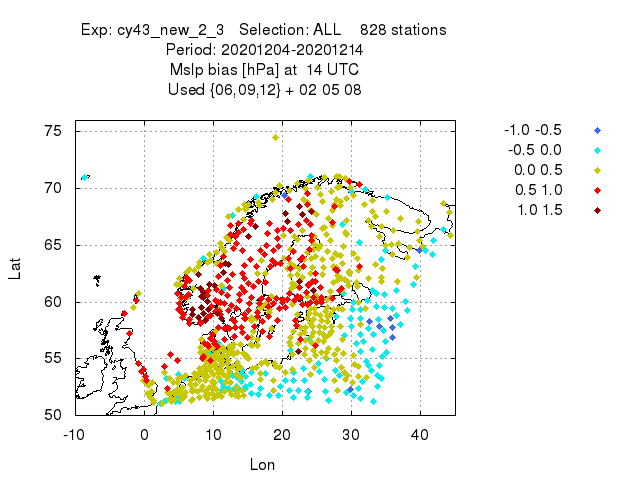 Exp: cy43_new_2_3 Selection: ALL 828 stations
Period: 20201204-20201214
Mslp bias [hPa] at 14 UTC
Used {06,09,12} + 02 05 08
75
70
65
60
55
50
Lat
-10 0 10 20 30 40
Lon
-1.0 -0.5
-0.5 0.0
0.0 0.5
0.5 1.0
1.0 1.5